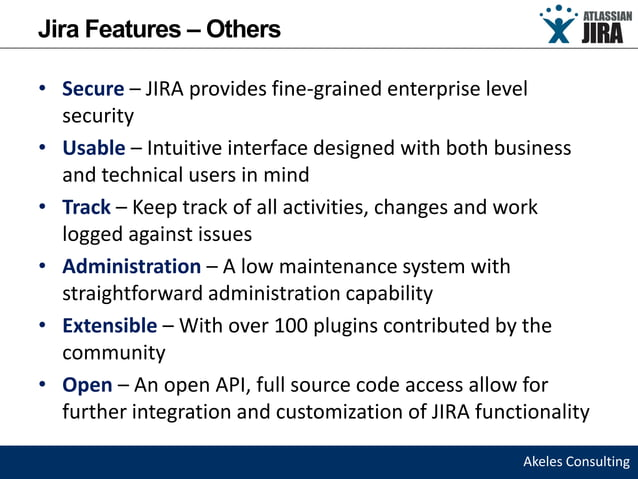 Jira Features – Others
ATLASSIAN
JIRA
• Secure – JIRA provides fine-grained enterprise level
security
• Usable – Intuitive interface designed with both business
and technical users in mind
• Track – Keep track of all activities, changes and work
logged against issues
• Administration – A low maintenance system with
straightforward administration capability
• Extensible – With over 100 plugins contributed by the
community
• Open – An open API, full source code access allow for
further integration and customization of JIRA functionality
Akeles Consulting